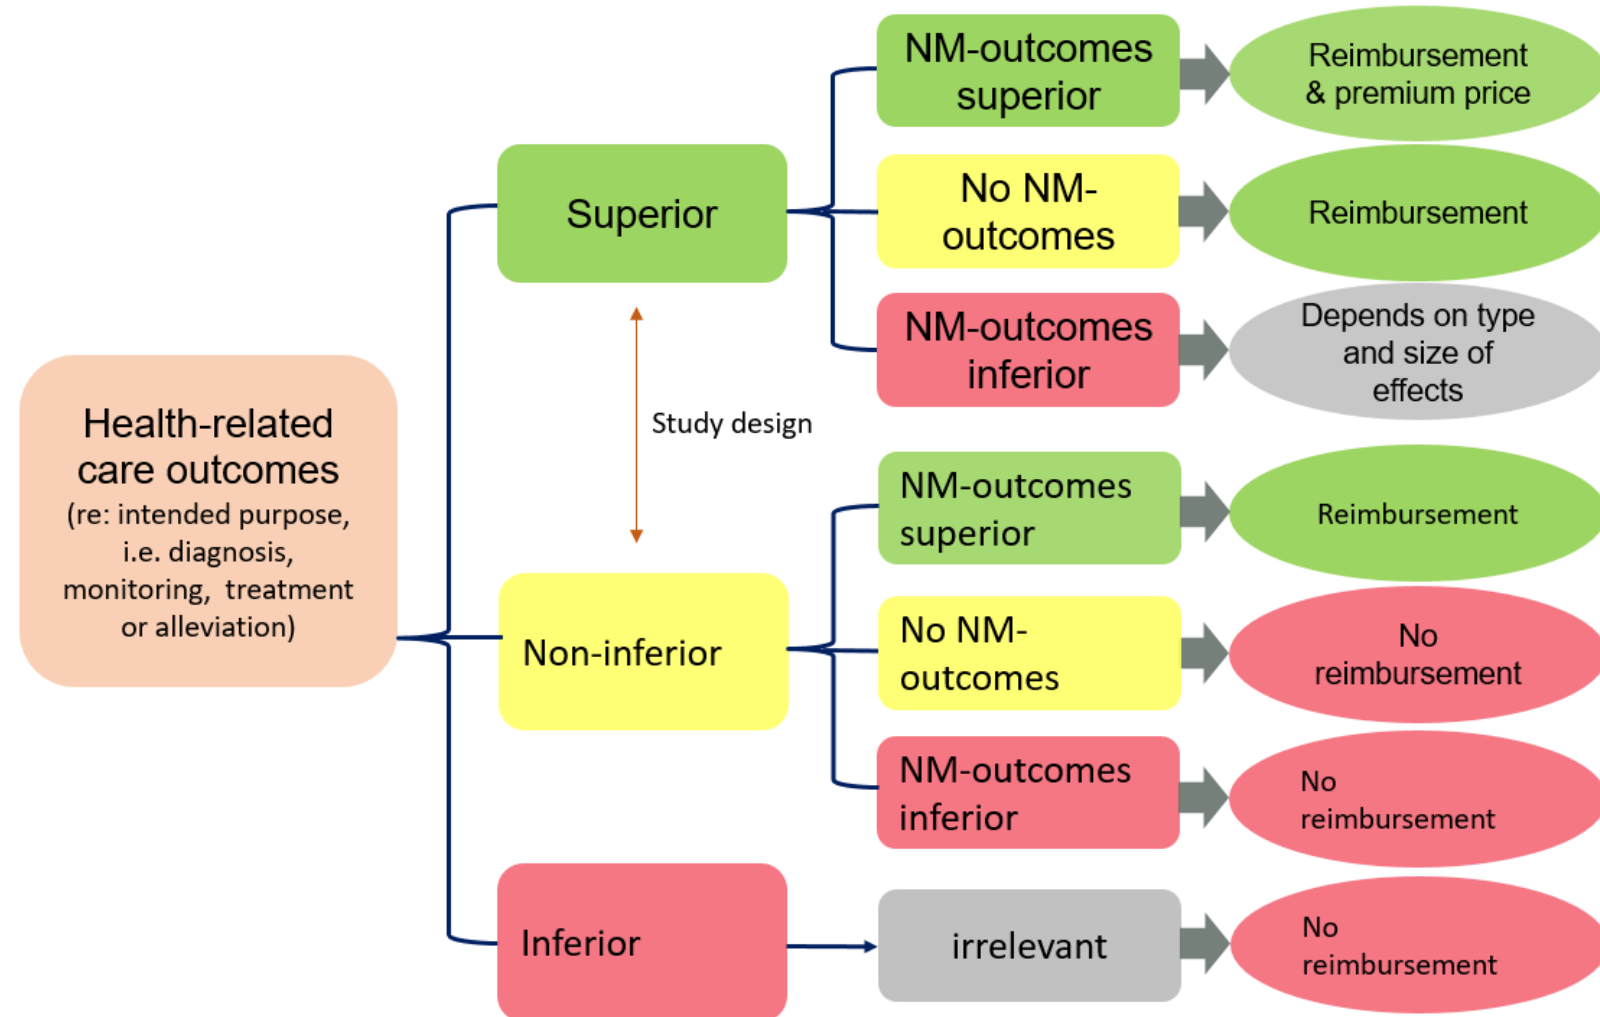 Health-related
care outcomes
(re: intended purpose,
i.e. diagnosis,
monitoring, treatment
or alleviation)
Superior
Study design
Non-inferior
Inferior
NM-outcomes
superior
Reimbursement
& premium price
No NM-
outcomes
Reimbursement
NM-outcomes
inferior
Depends on type
and size of
effects
NM-outcomes
superior
Reimbursement
No NM-
outcomes
No
reimbursement
NM-outcomes
inferior
No
reimbursement
irrelevant
No
reimbursement